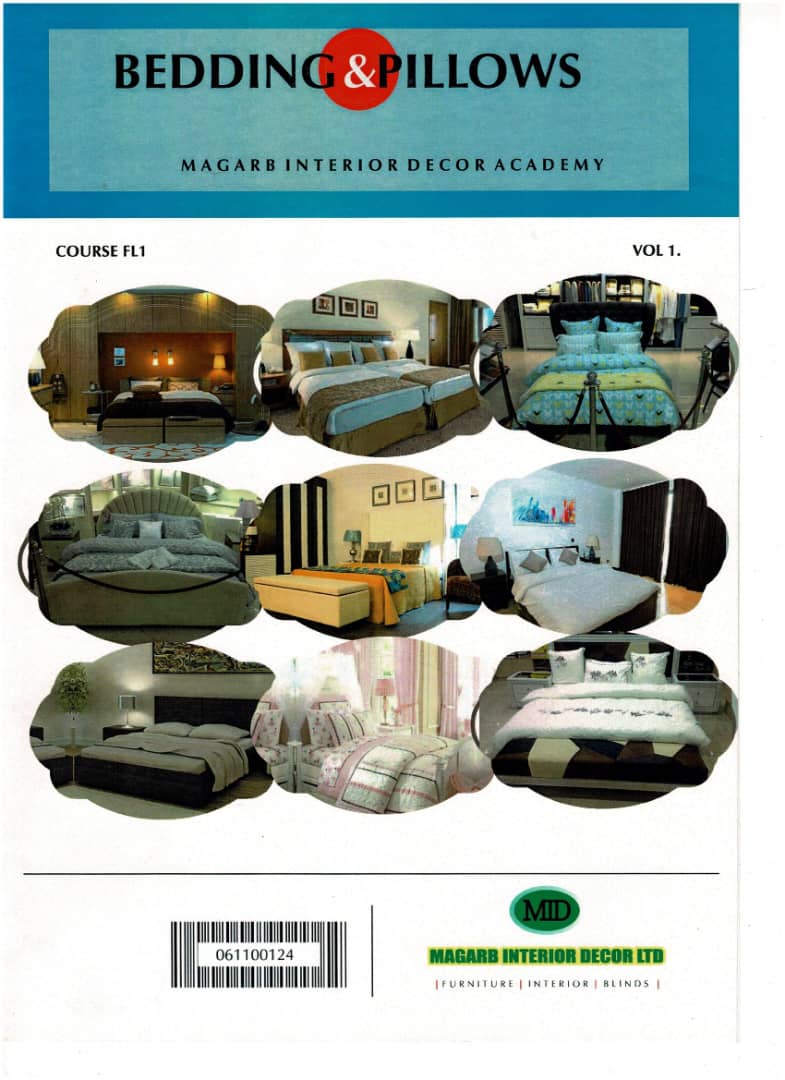 BEDDING & PILLOWS
MAGARB INTERIOR DECOR ACADEMY
COURSE FL1
VOL 1.
061100124
MID
MAGARB INTERIOR DECOR LTD
| FURNITURE | INTERIOR | BLINDS |